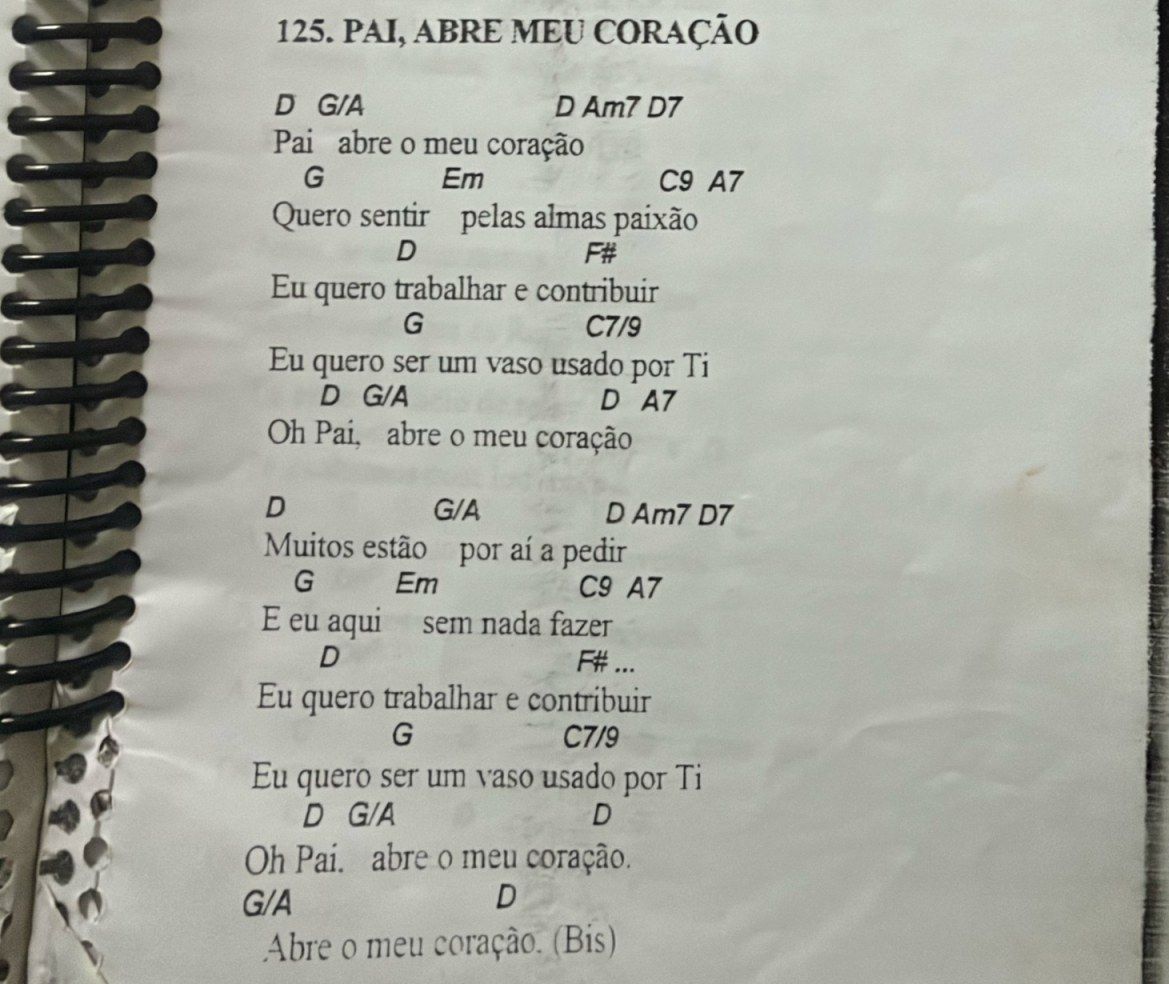 125. PAI, ABRE MEU CORAÇÃO
D G/A D Am7 D7
Pai abre o meu coração
G Em C9 A7
Quero sentir pelas almas paixão
D F#
Eu quero trabalhar e contribuir
G C7/9
Eu quero ser um vaso usado por Ti
D G/A D A7
Oh Pai, abre o meu coração
D G/A D Am7 D7
Muitos estão por aí a pedir
G Em C9 A7
E eu aqui sem nada fazer
D F# ...
Eu quero trabalhar e contribuir
G C7/9
Eu quero ser um vaso usado por Ti
D G/A D
Oh Pai. abre o meu coração.
G/A D
Abre o meu coração. (Bis)